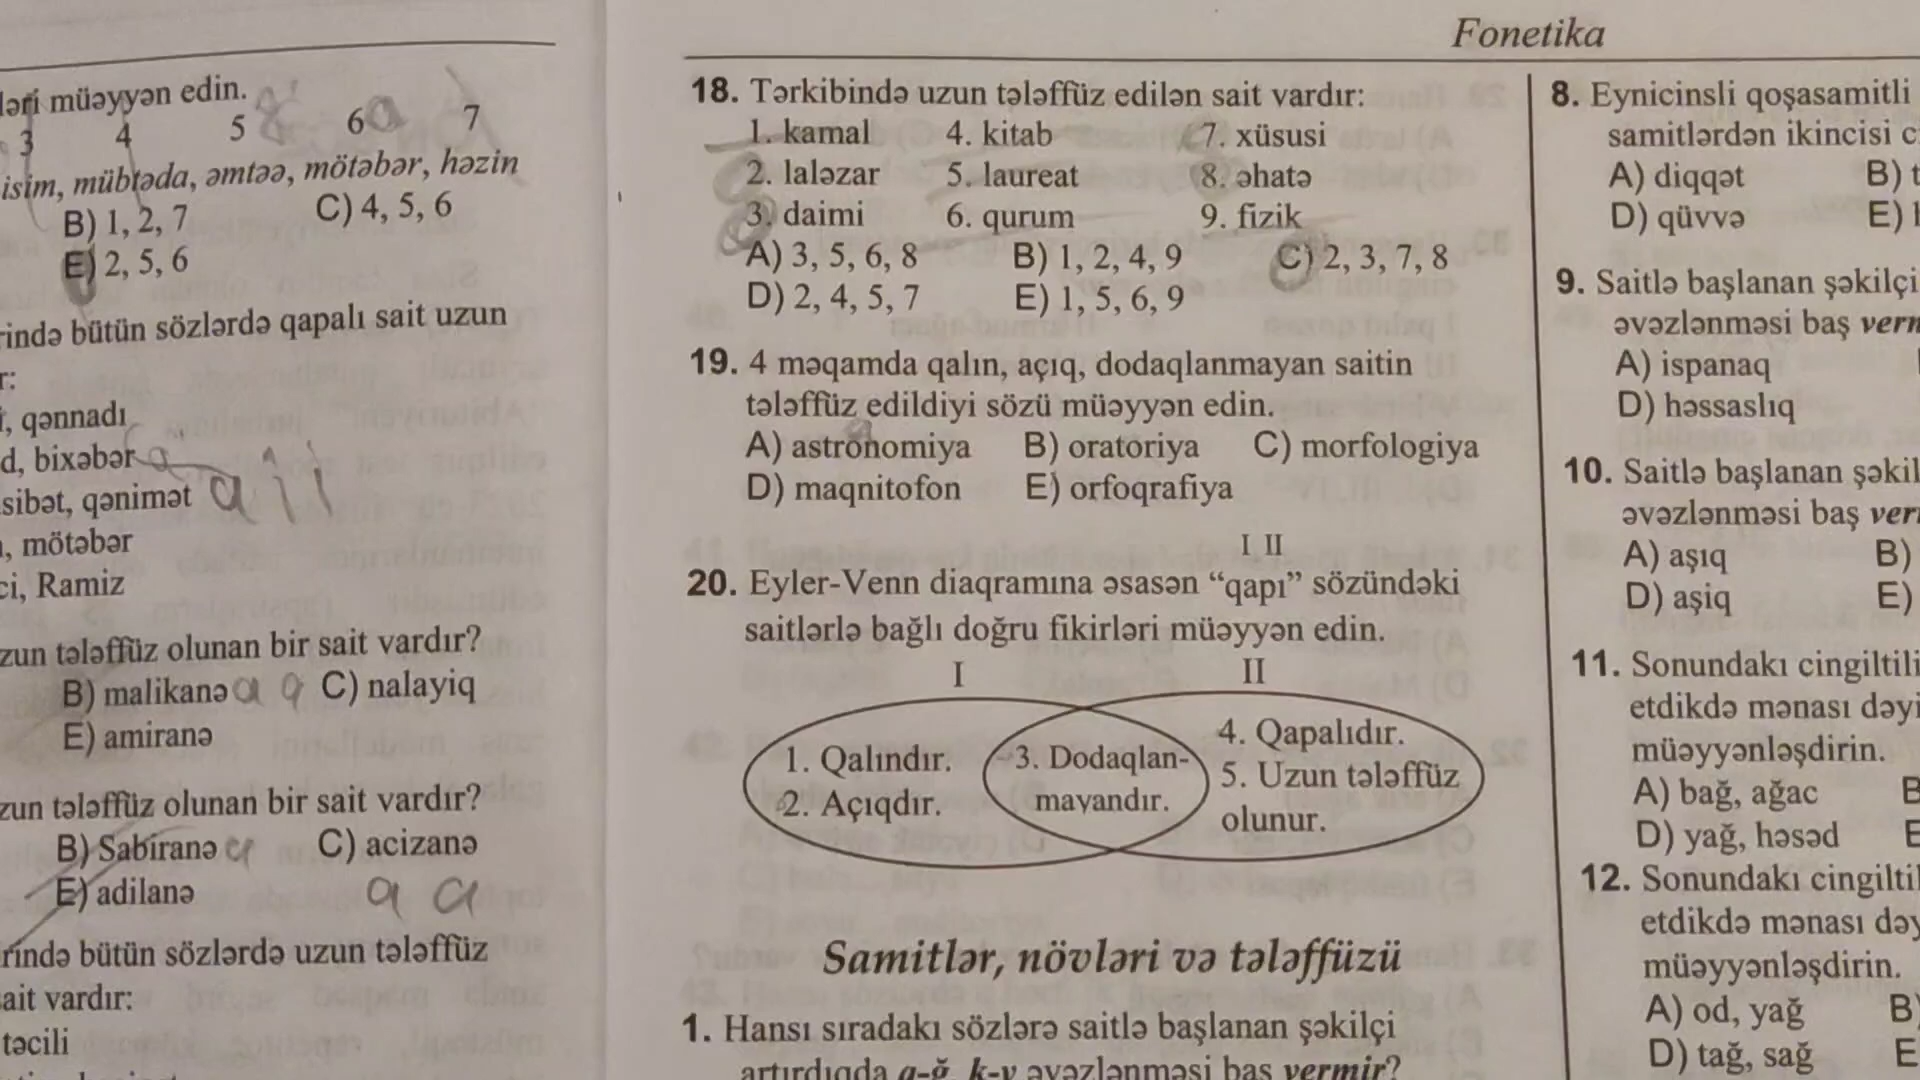 Fonetika
ləri müəyyən edin.
3 4 5 6 7
isim, mübtəda, əmtəə, mötəbər, həzin
B) 1, 2, 7 C) 4, 5, 6
E) 2, 5, 6
rində bütün sözlərdə qapalı sait uzun
r:
qənnadı
d, bixəbər
sibət, qənimət
, mötəbər
ci, Ramiz
zun tələffüz olunan bir sait vardır?
B) malikanə C) nalayiq
E) amiranə
zun tələffüz olunan bir sait vardır?
B) Sabiranə C) acizanə
E) adilanə
rində bütün sözlərdə uzun tələffüz
ait vardır:
təcili
18. Tərkibində uzun tələffüz edilən sait vardır:
1. kamal 4. kitab 7. xüsusi
2. laləzar 5. laureat 8. əhatə
3. daimi 6. qurum 9. fizik
A) 3, 5, 6, 8 B) 1, 2, 4, 9 C) 2, 3, 7, 8
D) 2, 4, 5, 7 E) 1, 5, 6, 9
19. 4 məqamda qalın, açıq, dodaqlanmayan saitin
tələffüz edildiyi sözü müəyyən edin.
A) astronomiya B) oratoriya C) morfologiya
D) maqnitofon E) orfoqrafiya
I II
20. Eyler-Venn diaqramına əsasən “qapı” sözündəki
saitlərlə bağlı doğru fikirləri müəyyən edin.
I II
1. Qalındır.
2. Açıqdır.
3. Dodaqlan-
mayandır.
4. Qapalıdır.
5. Uzun tələffüz
olunur.
Samitlər, növləri və tələffüzü
1. Hansı sıradakı sözlərə saitlə başlanan şəkilçi
artırdıqda q-ğ, k-y əvəzlənməsi baş vermir?
8. Eynicinsli qoşasamitli
samitlərdən ikincisi c
A) diqqət B) t
D) qüvvə E)
9. Saitlə başlanan şəkilçi
əvəzlənməsi baş verm
A) ispanaq
D) həssaslıq
10. Saitlə başlanan şəkil
əvəzlənməsi baş ver
A) aşıq B)
D) aşiq E)
11. Sonundakı cingiltili
etdikdə mənası dəyi
müəyyənləşdirin.
A) bağ, ağac B
D) yağ, həsəd E
12. Sonundakı cingiltil
etdikdə mənası dəy
müəyyənləşdirin.
A) od, yağ B)
D) tağ, sağ E